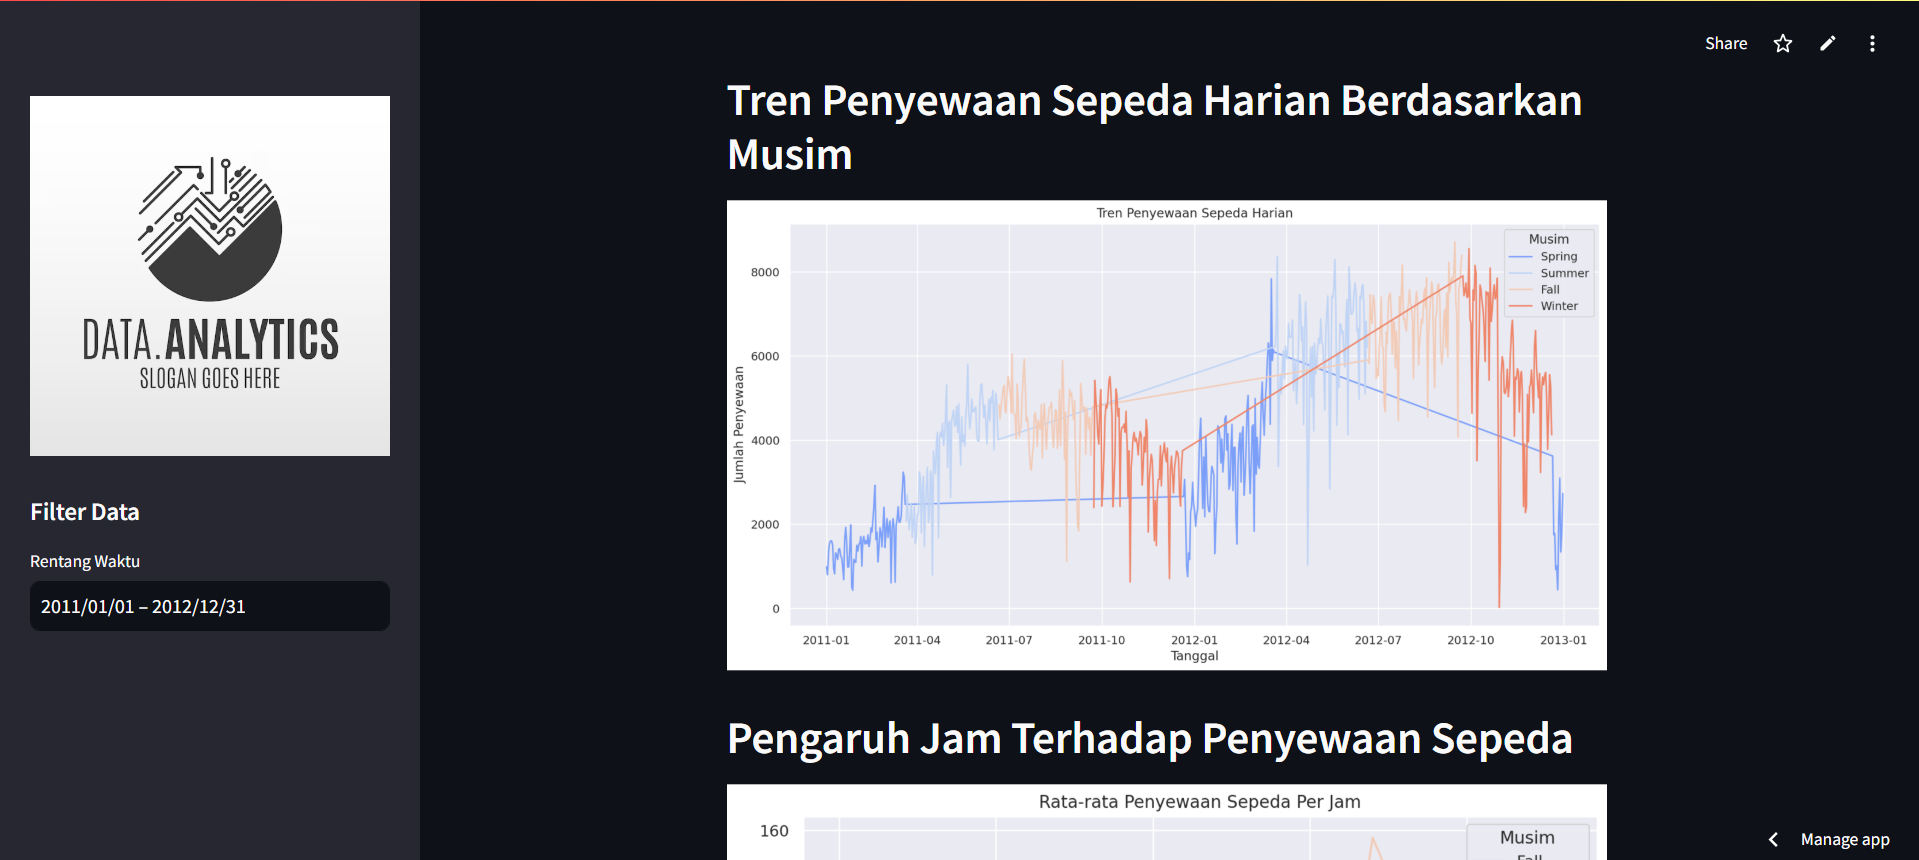 Share
DATA.ANALYTICS
SLOGAN GOES HERE
Filter Data
Rentang Waktu
2011/01/01 – 2012/12/31
Tren Penyewaan Sepeda Harian Berdasarkan
Musim
Tren Penyewaan Sepeda Harian
Musim
Spring
Summer
Fall
Winter
Jumlah Penyewaan
8000
6000
4000
2000
0
2011-01 2011-04 2011-07 2011-10 2012-01 2012-04 2012-07 2012-10 2013-01
Tanggal
Pengaruh Jam Terhadap Penyewaan Sepeda
Rata-rata Penyewaan Sepeda Per Jam
160
Musim
Fall
Manage app